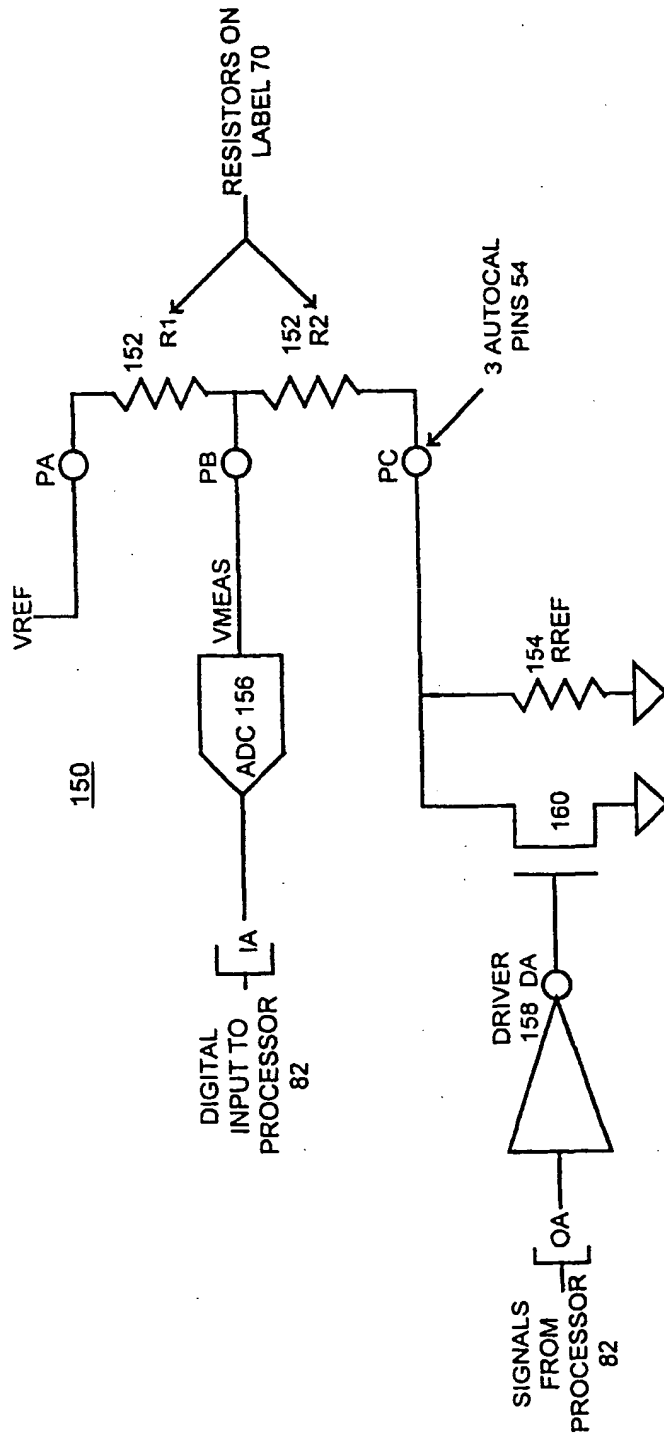 150
VREF
PA
152
R1
RESISTORS ON
LABEL 70
152
R2
PB
VMEAS
ADC 156
IA
DIGITAL
INPUT TO
PROCESSOR
82
PC
3 AUTOCAL
PINS 54
154
RREF
160
DRIVER
158 DA
OA
SIGNALS
FROM
PROCESSOR
82